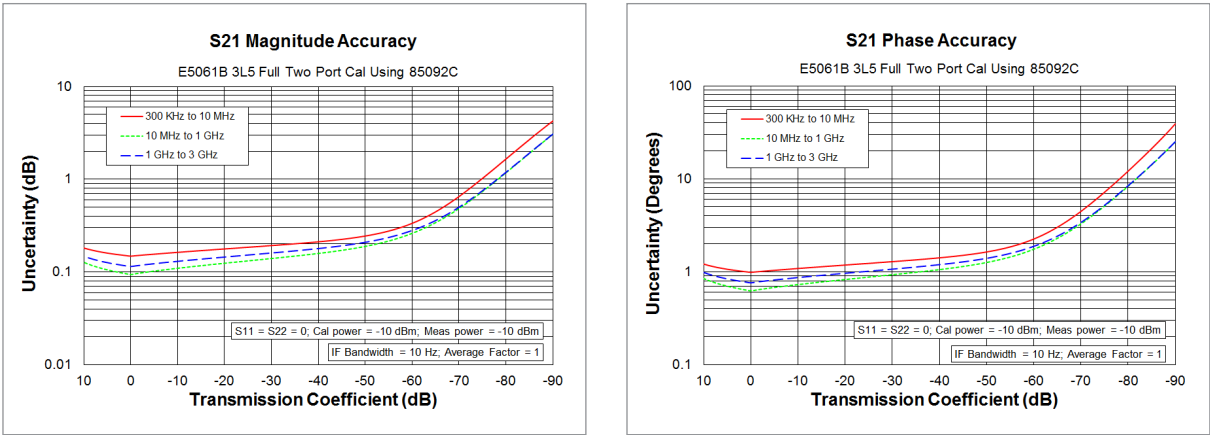 S21 Magnitude Accuracy
E5061B 3L5 Full Two Port Cal Using 85092C
10
1
0.1
0.01
Uncertainty (dB)
300 KHz to 10 MHz
10 MHz to 1 GHz
1 GHz to 3 GHz
S11 = S22 = 0; Cal power = -10 dBm; Meas power = -10 dBm
IF Bandwidth = 10 Hz; Average Factor = 1
10 0 -10 -20 -30 -40 -50 -60 -70 -80 -90
Transmission Coefficient (dB)
S21 Phase Accuracy
E5061B 3L5 Full Two Port Cal Using 85092C
100
10
1
0.1
Uncertainty (Degrees)
300 KHz to 10 MHz
10 MHz to 1 GHz
1 GHz to 3 GHz
S11 = S22 = 0; Cal power = -10 dBm; Meas power = -10 dBm
IF Bandwidth = 10 Hz; Average Factor = 1
10 0 -10 -20 -30 -40 -50 -60 -70 -80 -90
Transmission Coefficient (dB)